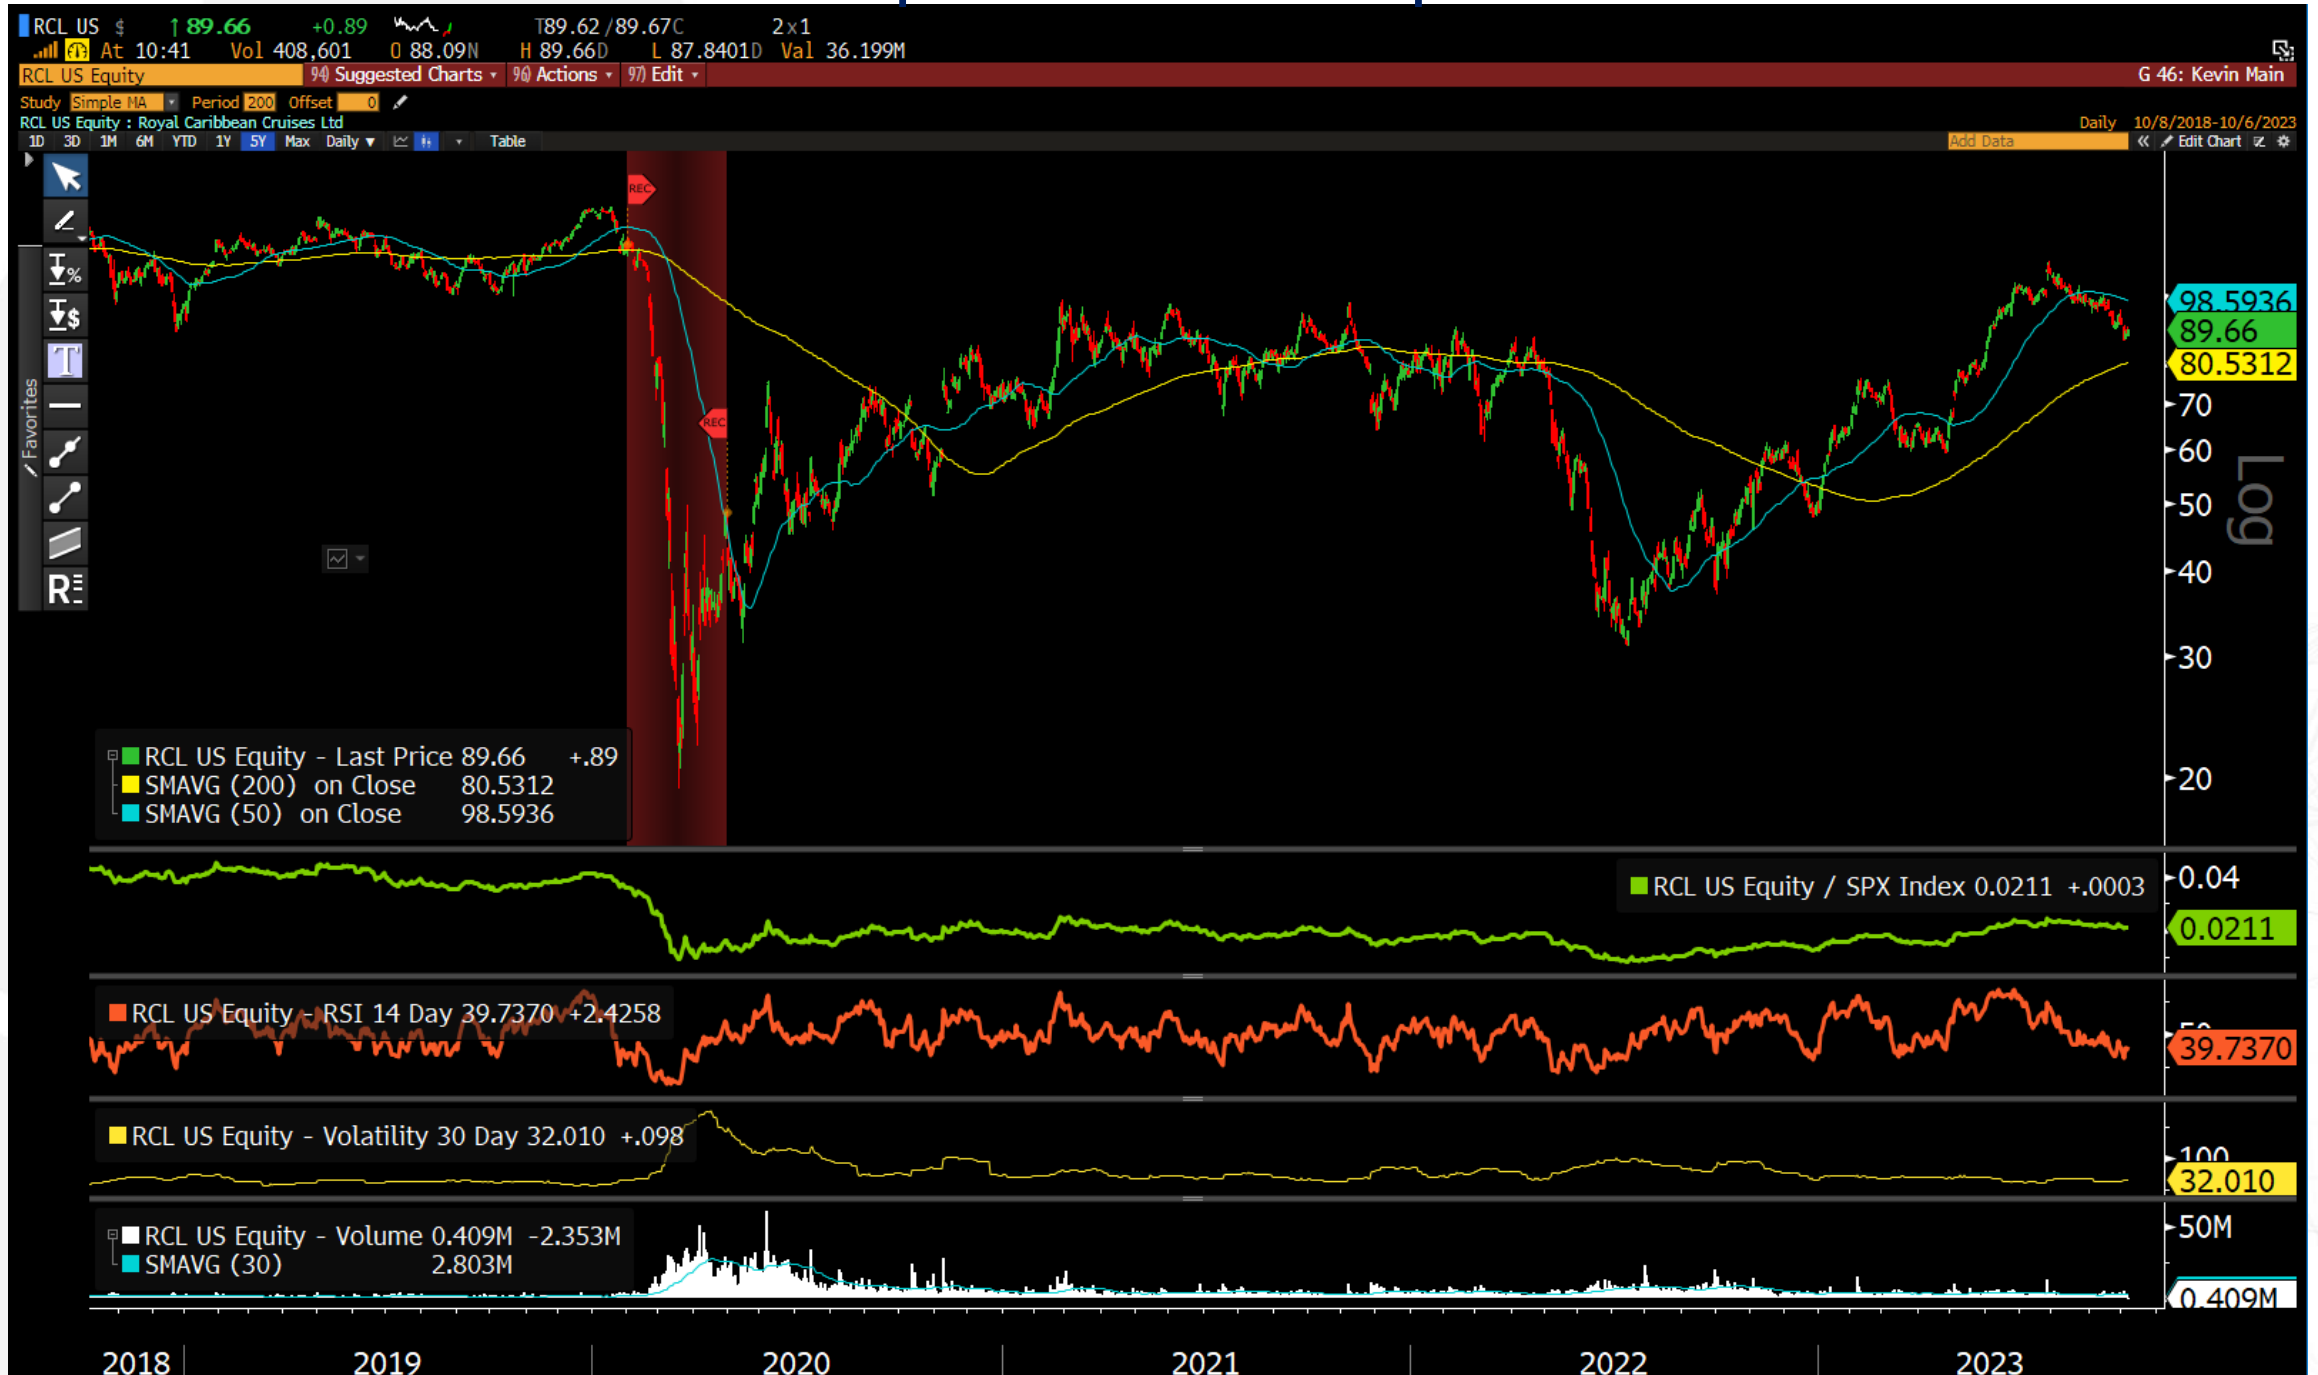 RCL US $ ↑ 89.66 +0.89 T89.62/89.67C 2x1
At 10:41 Vol 408,601 O 88.09N H 89.66D L 87.8401D Val 36.199M
RCL US Equity 94) Suggested Charts 96) Actions 97) Edit G 46: Kevin Main
Study Simple MA Period 200 Offset 0
RCL US Equity : Royal Caribbean Cruises Ltd Daily 10/8/2018-10/6/2023
1D 3D 1M 6M YTD 1Y 5Y Max Daily ▼ Table Add Data « Edit Chart
REC
%
98.5936
$
89.66
T
80.5312
Favorites
70
REC
60
Log
50
40
R
30
RCL US Equity - Last Price 89.66 +.89
20
SMAVG (200) on Close 80.5312
SMAVG (50) on Close 98.5936
RCL US Equity / SPX Index 0.0211 +.0003
0.04
0.0211
RCL US Equity - RSI 14 Day 39.7370 +2.4258
50
39.7370
RCL US Equity - Volatility 30 Day 32.010 +.098
100
32.010
RCL US Equity - Volume 0.409M -2.353M
50M
SMAVG (30) 2.803M
0.409M
2018 2019 2020 2021 2022 2023